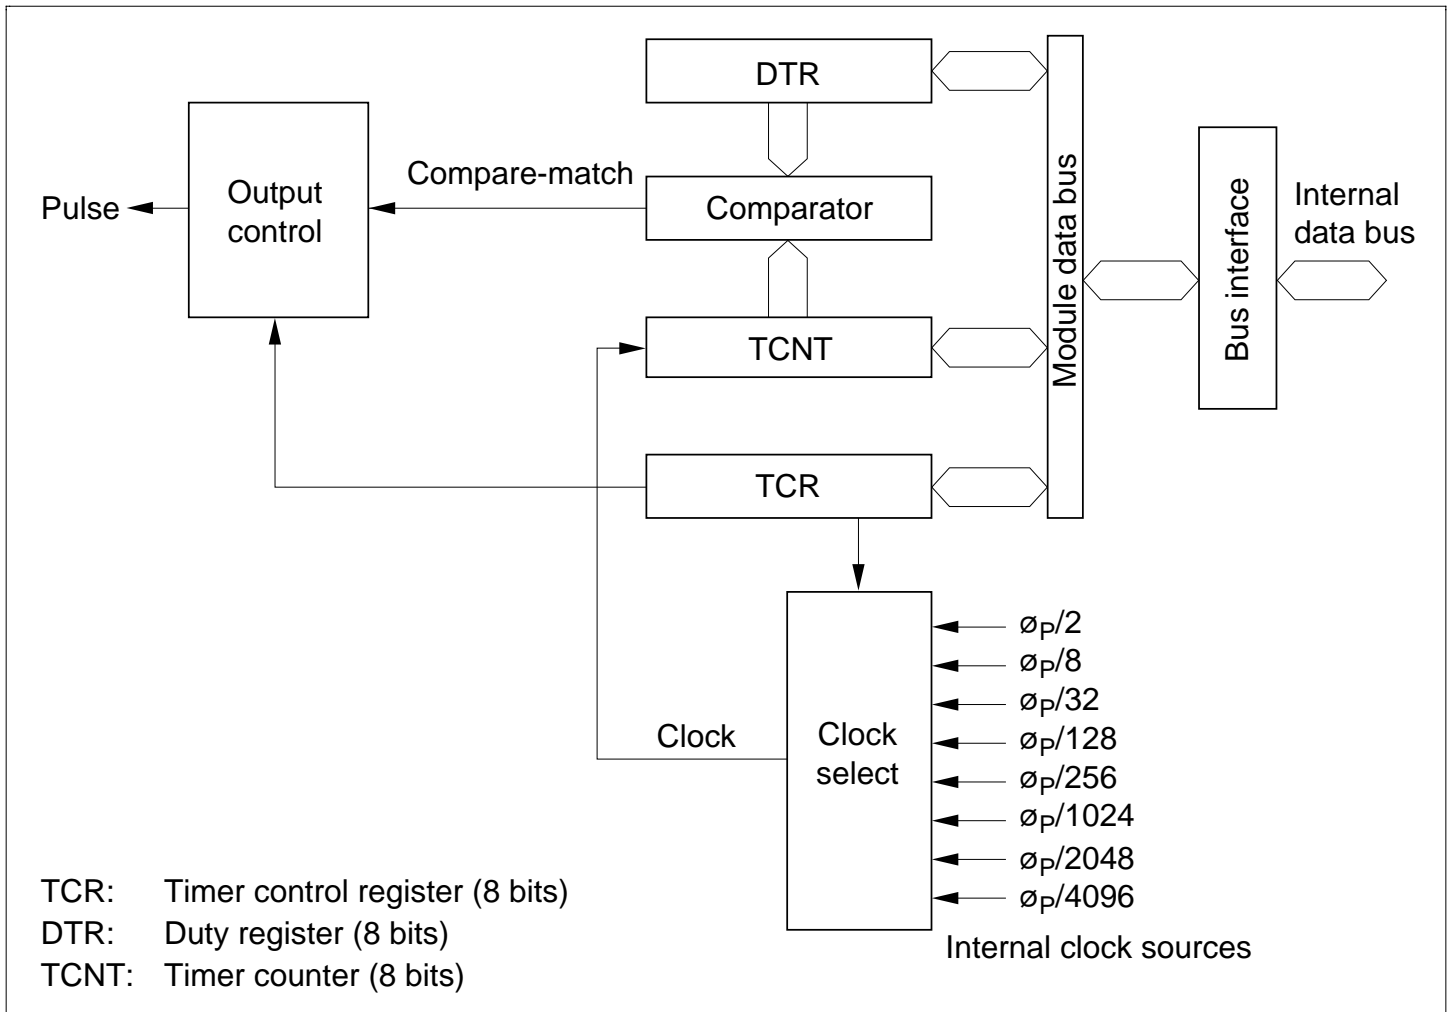 DTR
Compare-match
Pulse
Output
control
Comparator
Module data bus
Bus interface
Internal
data bus
TCNT
TCR
øP/2
øP/8
øP/32
øP/128
øP/256
øP/1024
øP/2048
øP/4096
Clock
Clock
select
Internal clock sources
TCR: Timer control register (8 bits)
DTR: Duty register (8 bits)
TCNT: Timer counter (8 bits)